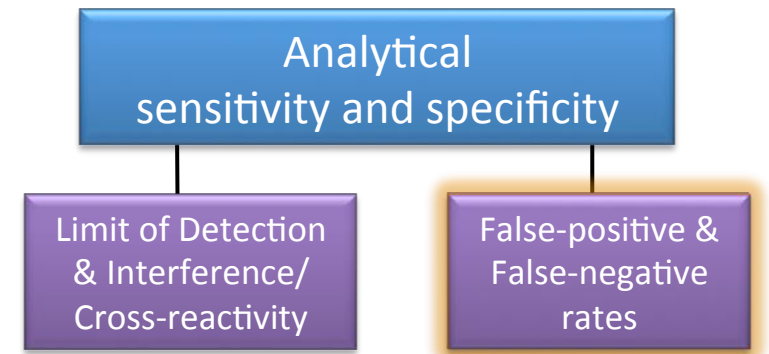 Analytical
sensitivity and specificity
Limit of Detection
& Interference/
Cross-reactivity
False-positive &
False-negative
rates